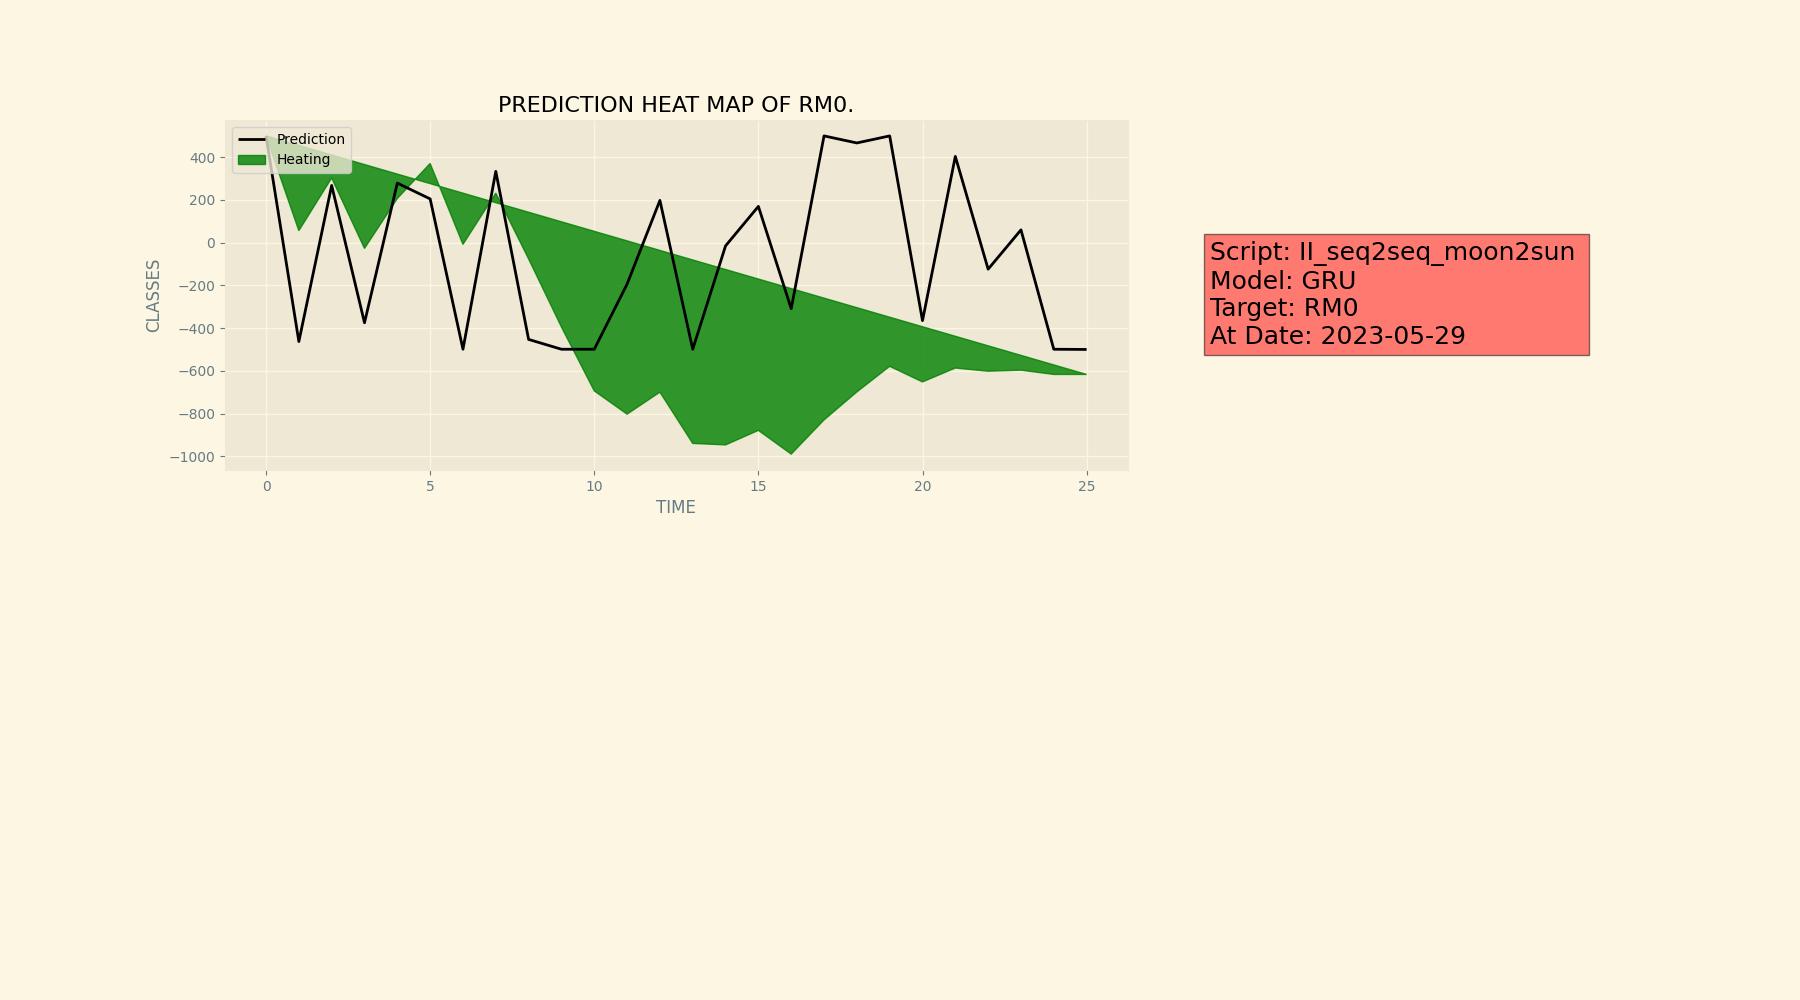 PREDICTION HEAT MAP OF RM0.
Prediction
Heating
400
200
0
−200
−400
−600
−800
−1000
CLASSES
0 5 10 15 20 25
TIME
Script: II_seq2seq_moon2sun
Model: GRU
Target: RM0
At Date: 2023-05-29